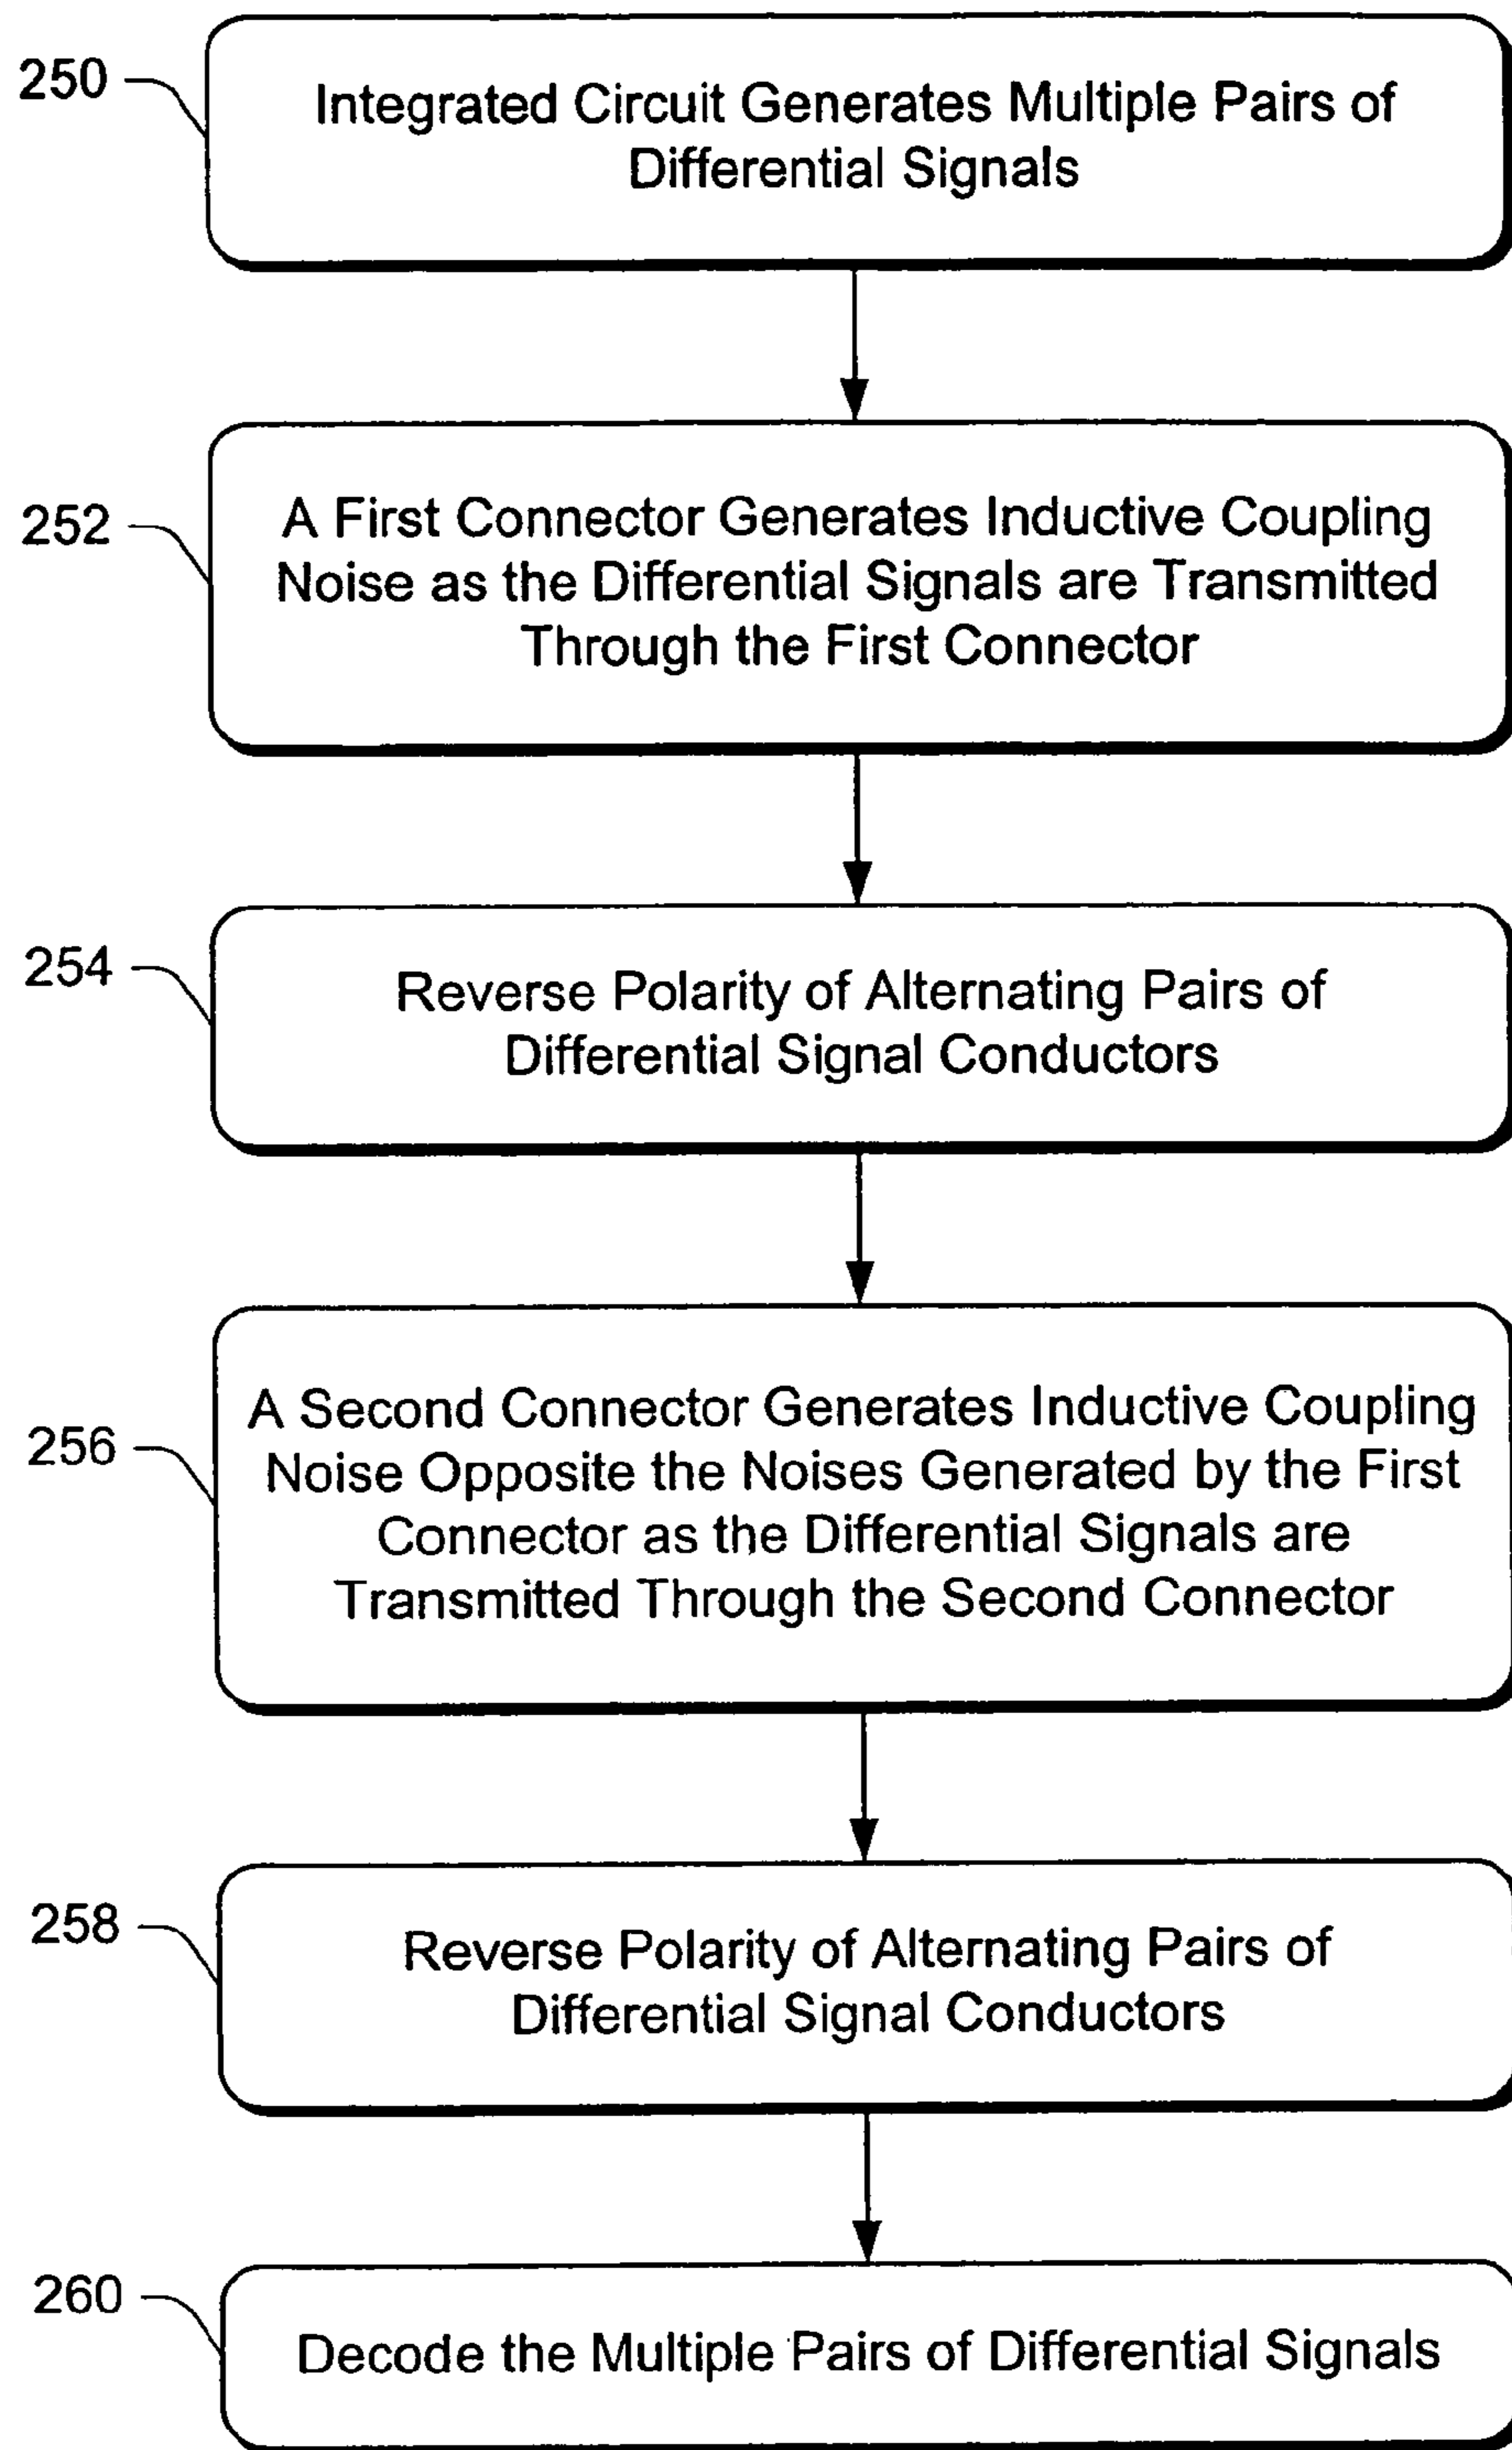 250
Integrated Circuit Generates Multiple Pairs of
Differential Signals
252
A First Connector Generates Inductive Coupling
Noise as the Differential Signals are Transmitted
Through the First Connector
254
Reverse Polarity of Alternating Pairs of
Differential Signal Conductors
256
A Second Connector Generates Inductive Coupling
Noise Opposite the Noises Generated by the First
Connector as the Differential Signals are
Transmitted Through the Second Connector
258
Reverse Polarity of Alternating Pairs of
Differential Signal Conductors
260
Decode the Multiple Pairs of Differential Signals